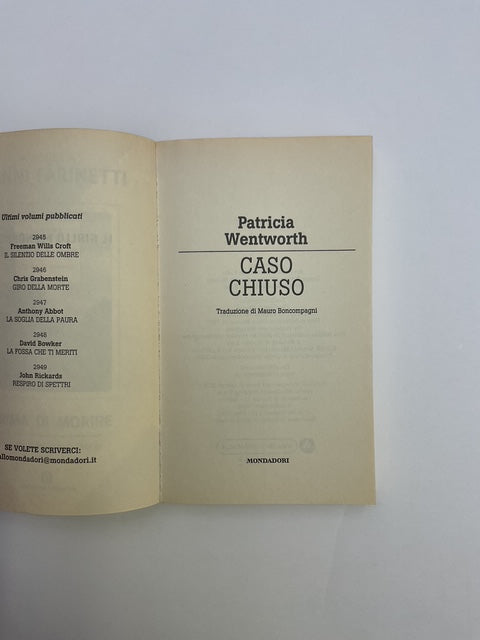 Ultimi volumi pubblicati
2945
Freeman Wills Croft
IL SILENZIO DELLE OMBRE
2946
Chris Grabenstein
GIRO DELLA MORTE
2947
Anthony Abbot
LA SOGLIA DELLA PAURA
2948
David Bowker
LA FOSSA CHE TI MERITI
2949
John Rickards
RESPIRO DI SPETTRI
SE VOLETE SCRIVERCI:
llomondadori@mondadori.it
Patricia
Wentworth
CASO
CHIUSO
Traduzione di Mauro Boncompagni
MONDADORI